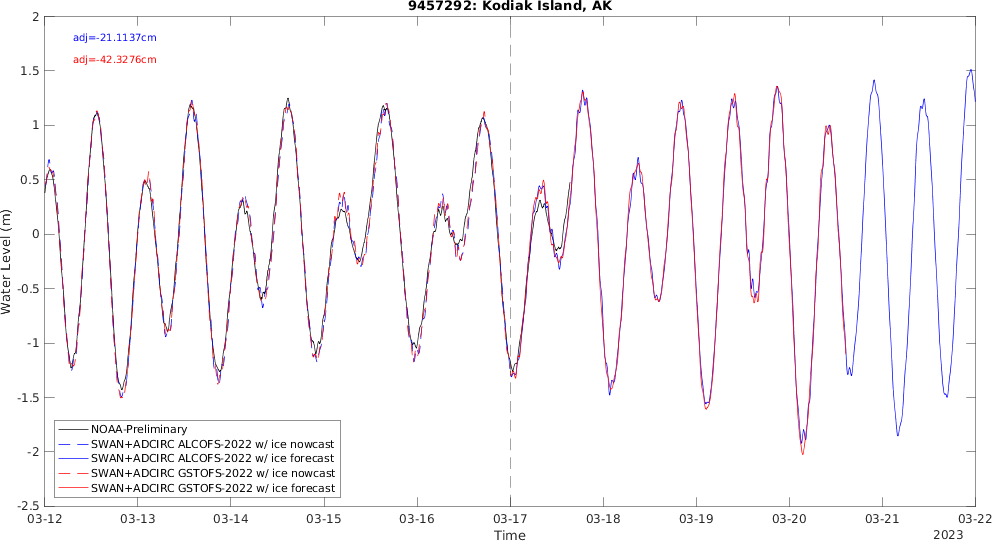 9457292: Kodiak Island, AK
adj=-21.1137cm
adj=-42.3276cm
2
1.5
1
0.5
0
-0.5
-1
-1.5
-2
-2.5
Water Level (m)
NOAA-Preliminary
SWAN+ADCIRC ALCOFS-2022 w/ ice nowcast
SWAN+ADCIRC ALCOFS-2022 w/ ice forecast
SWAN+ADCIRC GSTOFS-2022 w/ ice nowcast
SWAN+ADCIRC GSTOFS-2022 w/ ice forecast
03-12 03-13 03-14 03-15 03-16 03-17 03-18 03-19 03-20 03-21 03-22
Time
2023